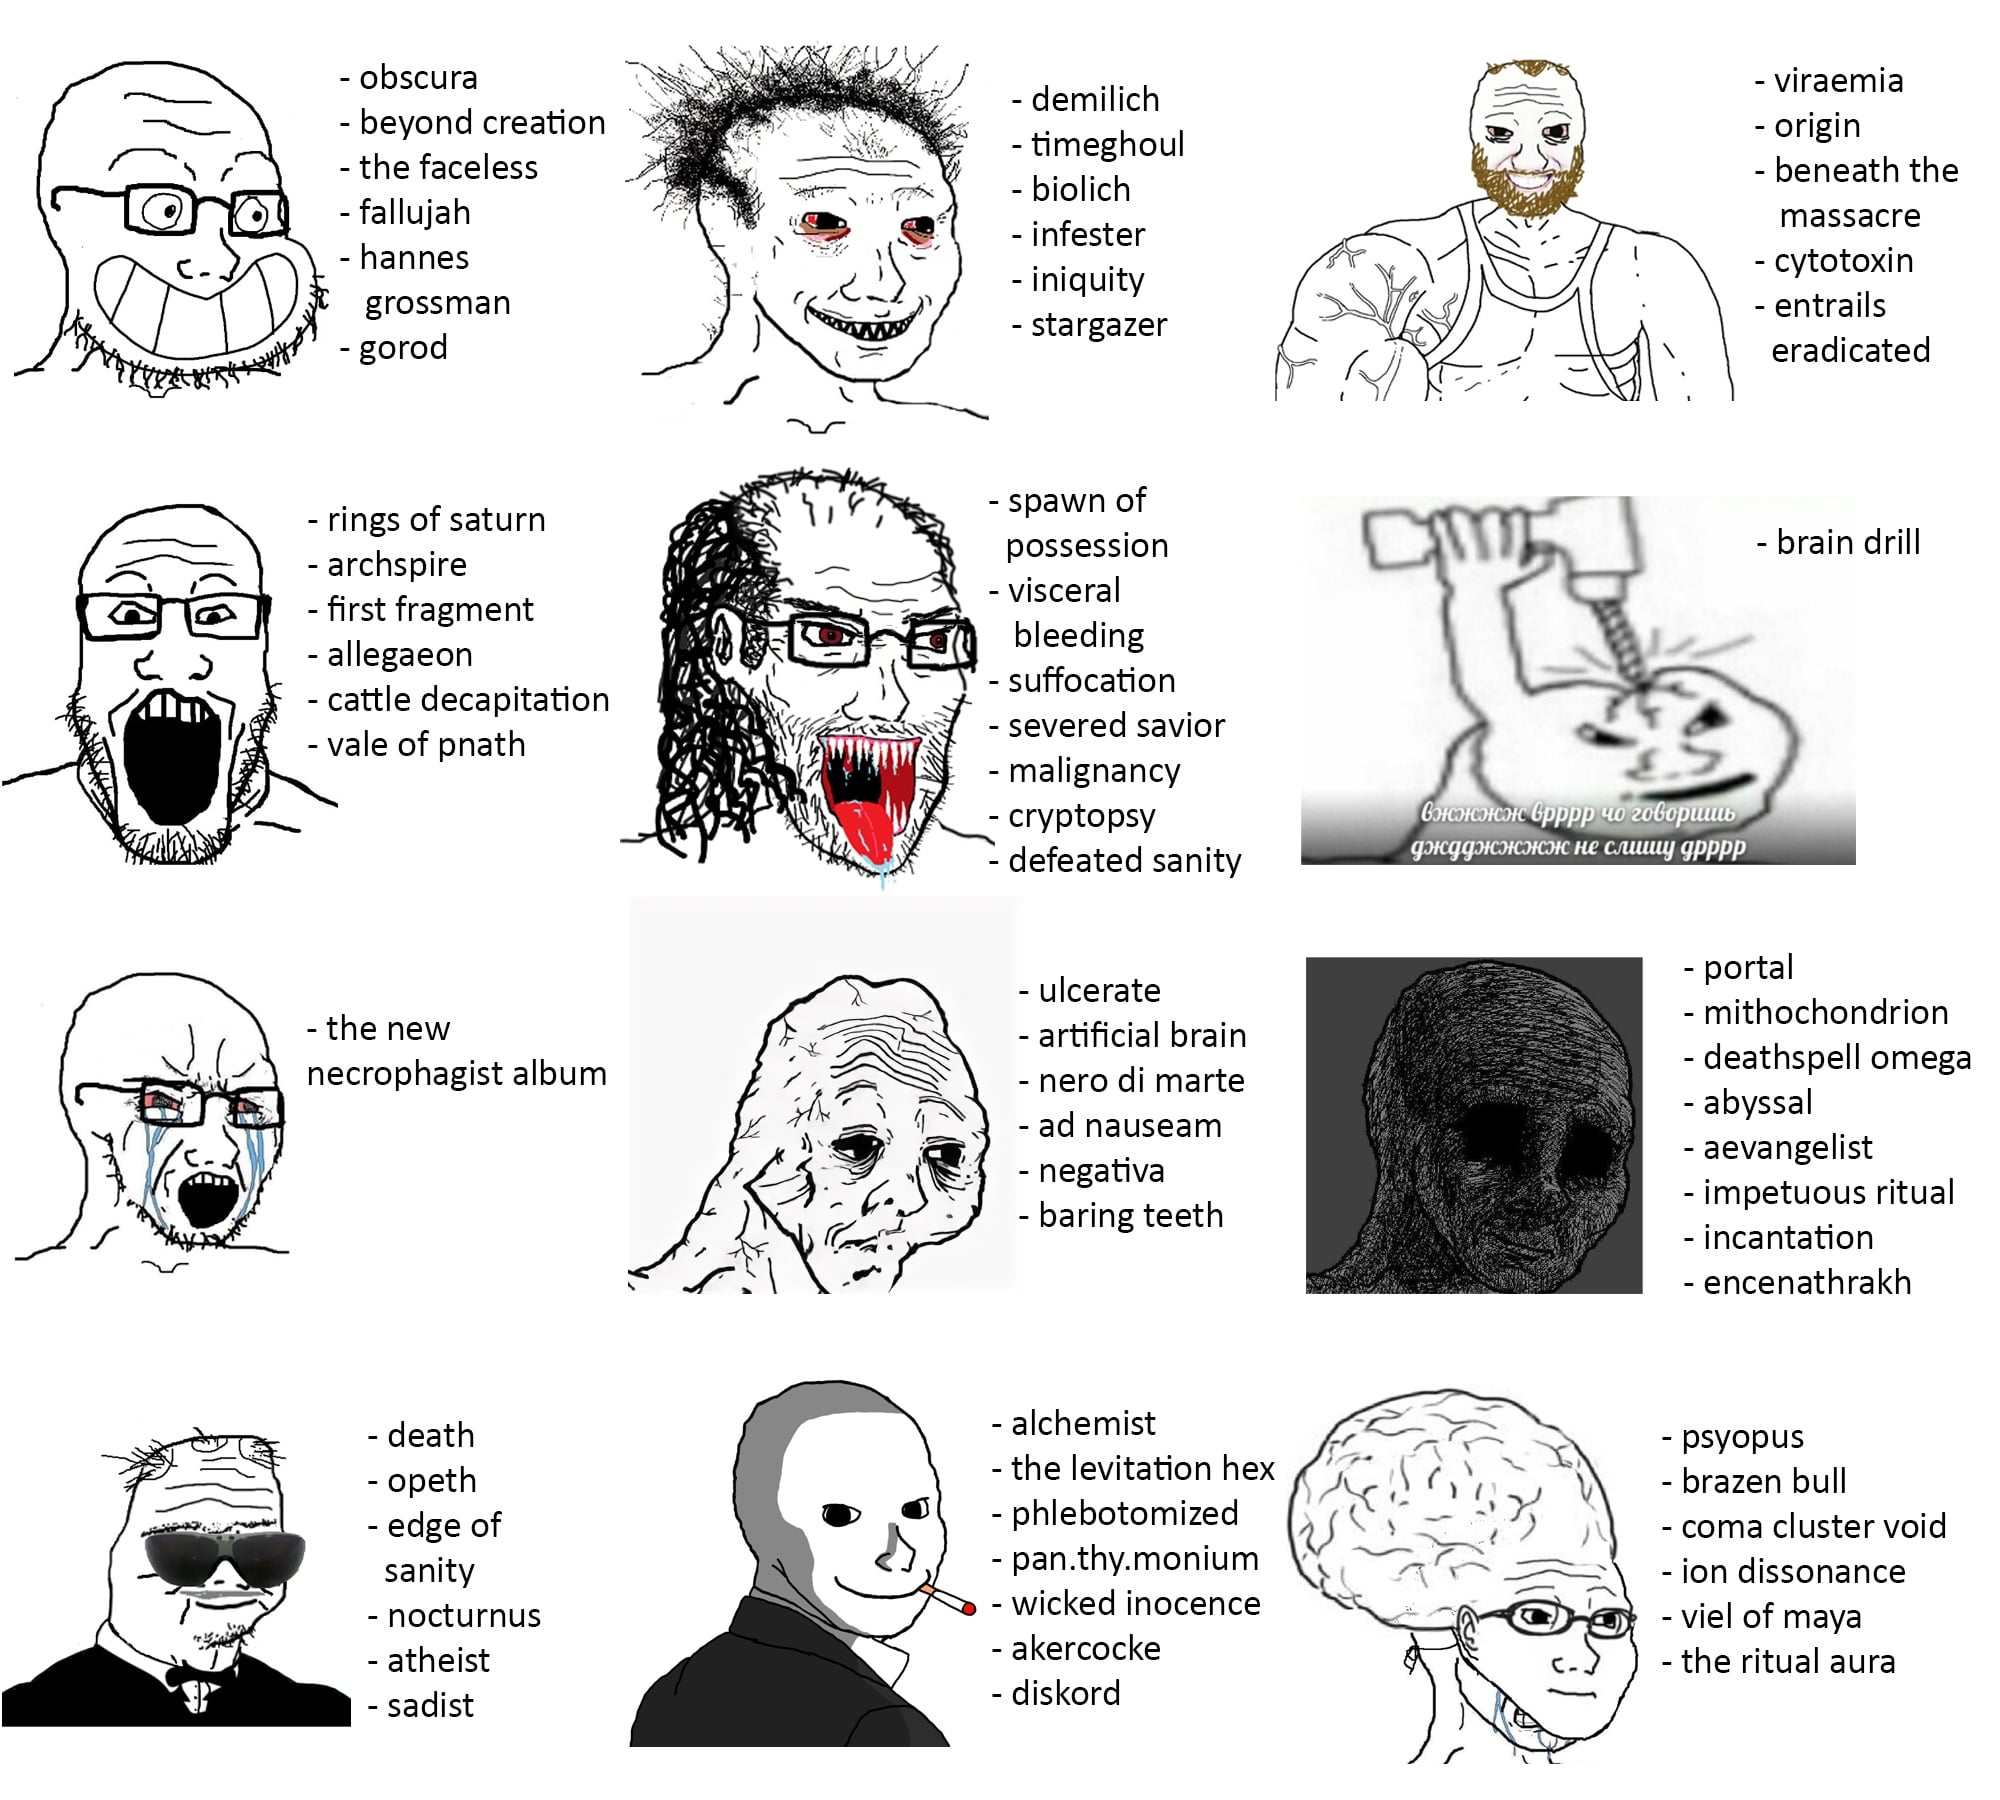 - obscura
- beyond creation
- the faceless
- fallujah
- hannes
grossman
- gorod
- demilich
- timeghoul
- biolich
- infester
- iniquity
- stargazer
- viraemia
- origin
- beneath the
massacre
- cytotoxin
- entrails
eradicated
- rings of saturn
- archspire
- first fragment
- allegaeon
- cattle decapitation
- vale of pnath
- spawn of
possession
- visceral
bleeding
- suffocation
- severed savior
- malignancy
- cryptopsy
- defeated sanity
- brain drill
вжжжжж врррр чо говоришь
дждджжжжж не слишу дрррр
- the new
necrophagist album
- ulcerate
- artificial brain
- nero di marte
- ad nauseam
- negativa
- baring teeth
- portal
- mithochondrion
- deathspell omega
- abyssal
- aevangelist
- impetuous ritual
- incantation
- encenathrakh
- death
- opeth
- edge of
sanity
- nocturnus
- atheist
- sadist
- alchemist
- the levitation hex
- phlebotomized
- pan.thy.monium
- wicked inocence
- akercocke
- diskord
- psyopus
- brazen bull
- coma cluster void
- ion dissonance
- viel of maya
- the ritual aura